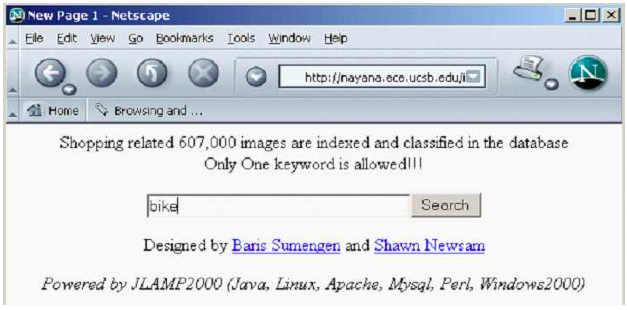 New Page 1 - Netscape
File Edit View Go Bookmarks Tools Window Help
http://nayana.ece.ucsb.edu/i
N
Home Browsing and ...
Shopping related 607,000 images are indexed and classified in the database
Only One keyword is allowed!!!
bike Search
Designed by Baris Sumengen and Shawn Newsam
Powered by JLAMP2000 (Java, Linux, Apache, Mysql, Perl, Windows2000)